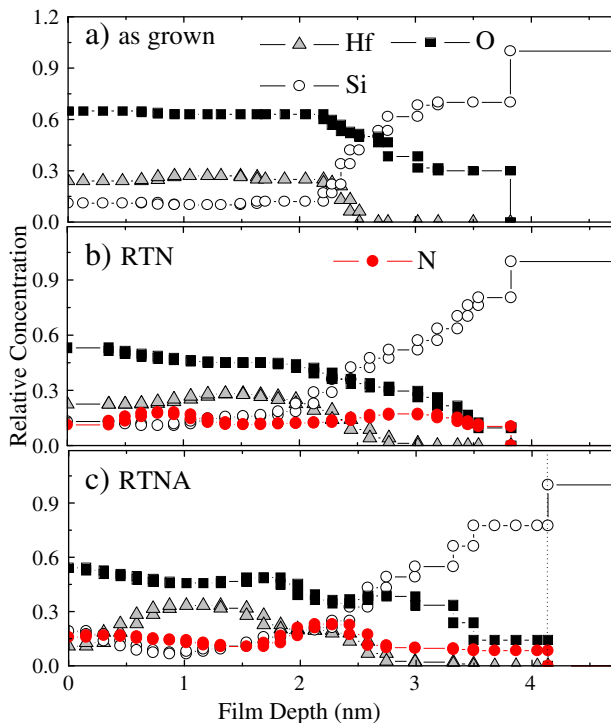 1.2
a) as grown
Hf
O
Si
0.9
0.6
0.3
0.0
b) RTN
N
0.9
0.6
0.3
0.0
c) RTNA
0.9
0.6
0.3
0.0
0
1
2
3
4
Film Depth (nm)
Relative Concentration